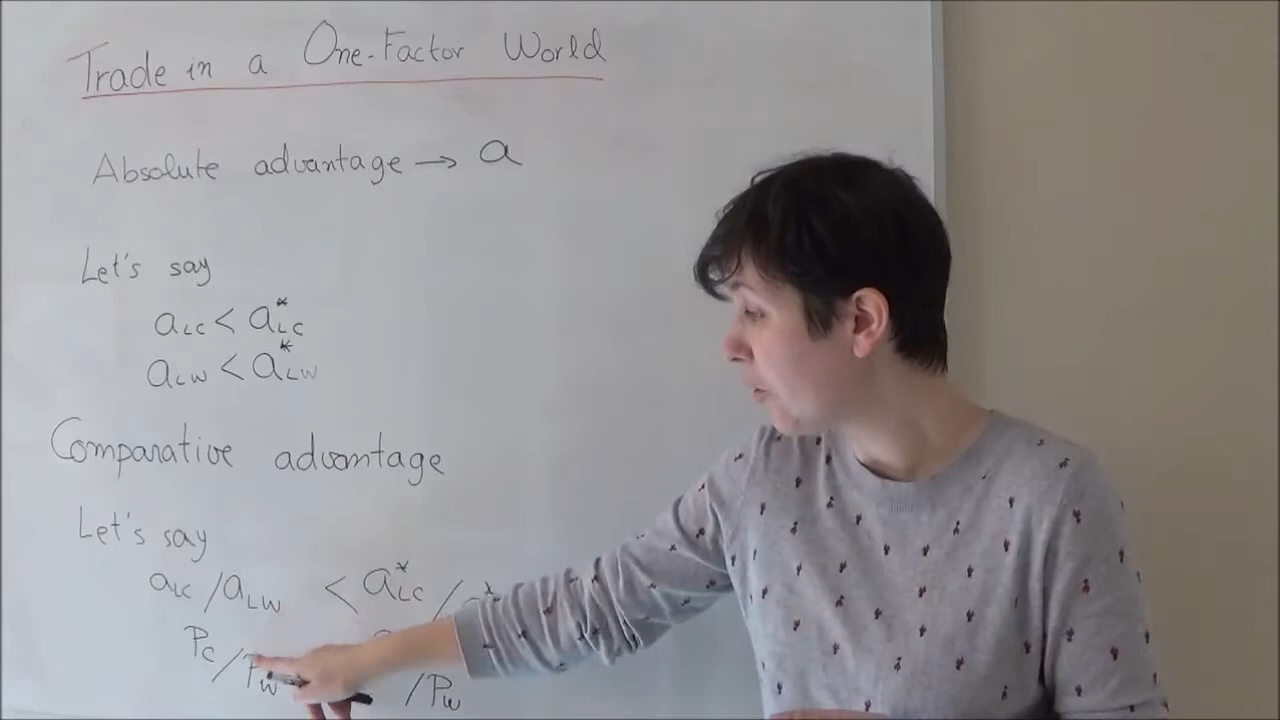 Trade in a One-Factor World
Absolute advantage → a
Let's say
aLC < a*LC
aLW < a*LW
Comparative advantage
Let's say
aLC / aLW < a*LC /
Pc / Pw / Pw